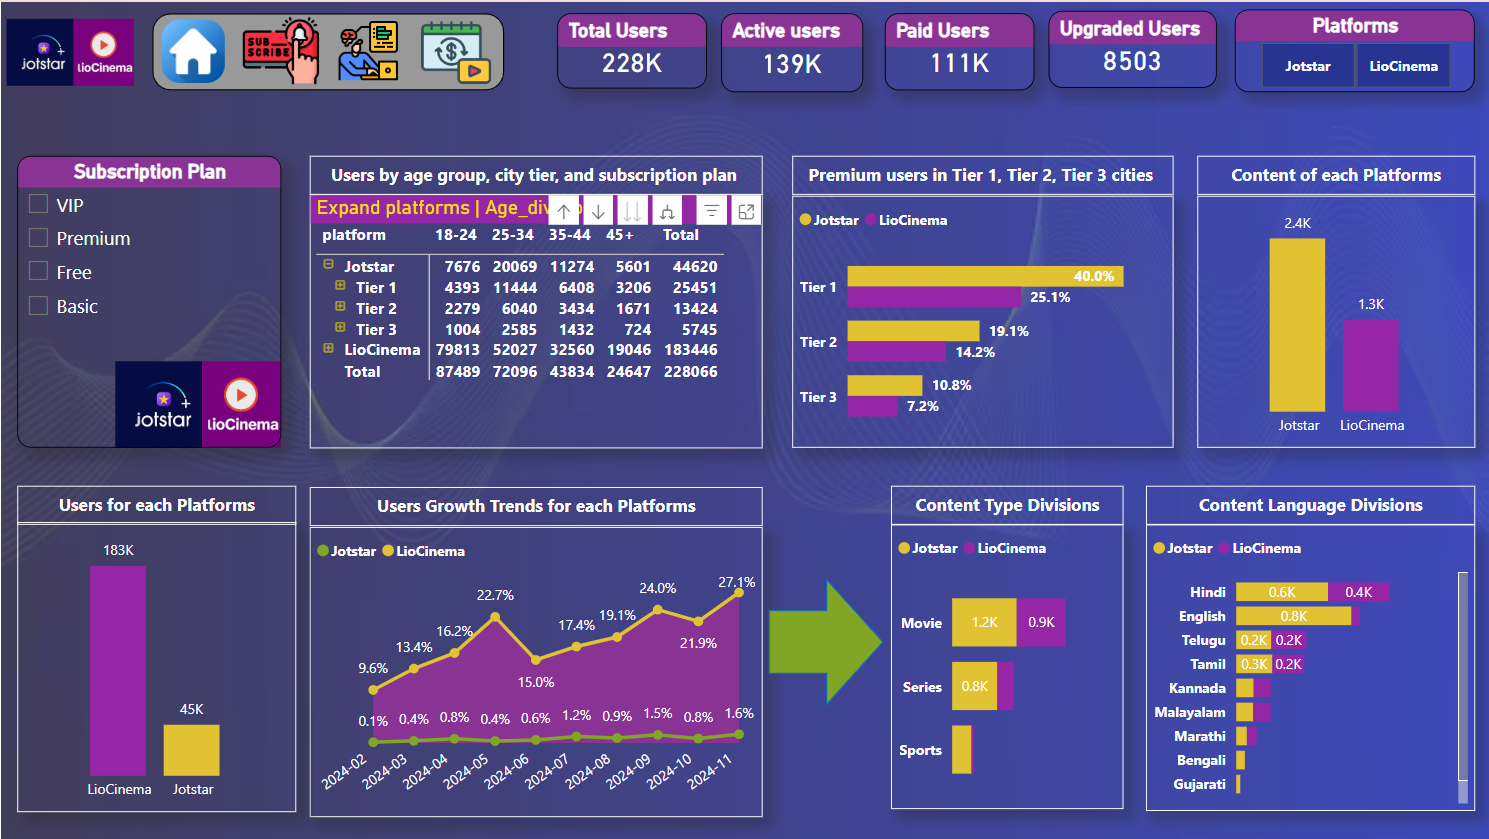 jotstar
LioCinema
SUB
SCRIBE
Total Users
228K
Active users
139K
Paid Users
111K
Upgraded Users
8503
Platforms
Jotstar
LioCinema
Subscription Plan
VIP
Premium
Free
Basic
jotstar
LioCinema
Users by age group, city tier, and subscription plan
Expand platforms | Age_div
platform 18-24 25-34 35-44 45+ Total
Jotstar 7676 20069 11274 5601 44620
Tier 1 4393 11444 6408 3206 25451
Tier 2 2279 6040 3434 1671 13424
Tier 3 1004 2585 1432 724 5745
LioCinema 79813 52027 32560 19046 183446
Total 87489 72096 43834 24647 228066
Premium users in Tier 1, Tier 2, Tier 3 cities
Jotstar LioCinema
Tier 1 40.0%
25.1%
Tier 2 19.1%
14.2%
Tier 3 10.8%
7.2%
Content of each Platforms
2.4K
1.3K
Jotstar LioCinema
Users for each Platforms
183K
45K
LioCinema Jotstar
Users Growth Trends for each Platforms
Jotstar LioCinema
9.6% 13.4% 16.2% 22.7% 15.0% 17.4% 19.1% 24.0% 21.9% 27.1%
0.1% 0.4% 0.8% 0.4% 0.6% 1.2% 0.9% 1.5% 0.8% 1.6%
2024-02 2024-03 2024-04 2024-05 2024-06 2024-07 2024-08 2024-09 2024-10 2024-11
Content Type Divisions
Jotstar LioCinema
Movie 1.2K 0.9K
Series 0.8K
Sports
Content Language Divisions
Jotstar LioCinema
Hindi 0.6K 0.4K
English 0.8K
Telugu 0.2K 0.2K
Tamil 0.3K 0.2K
Kannada
Malayalam
Marathi
Bengali
Gujarati